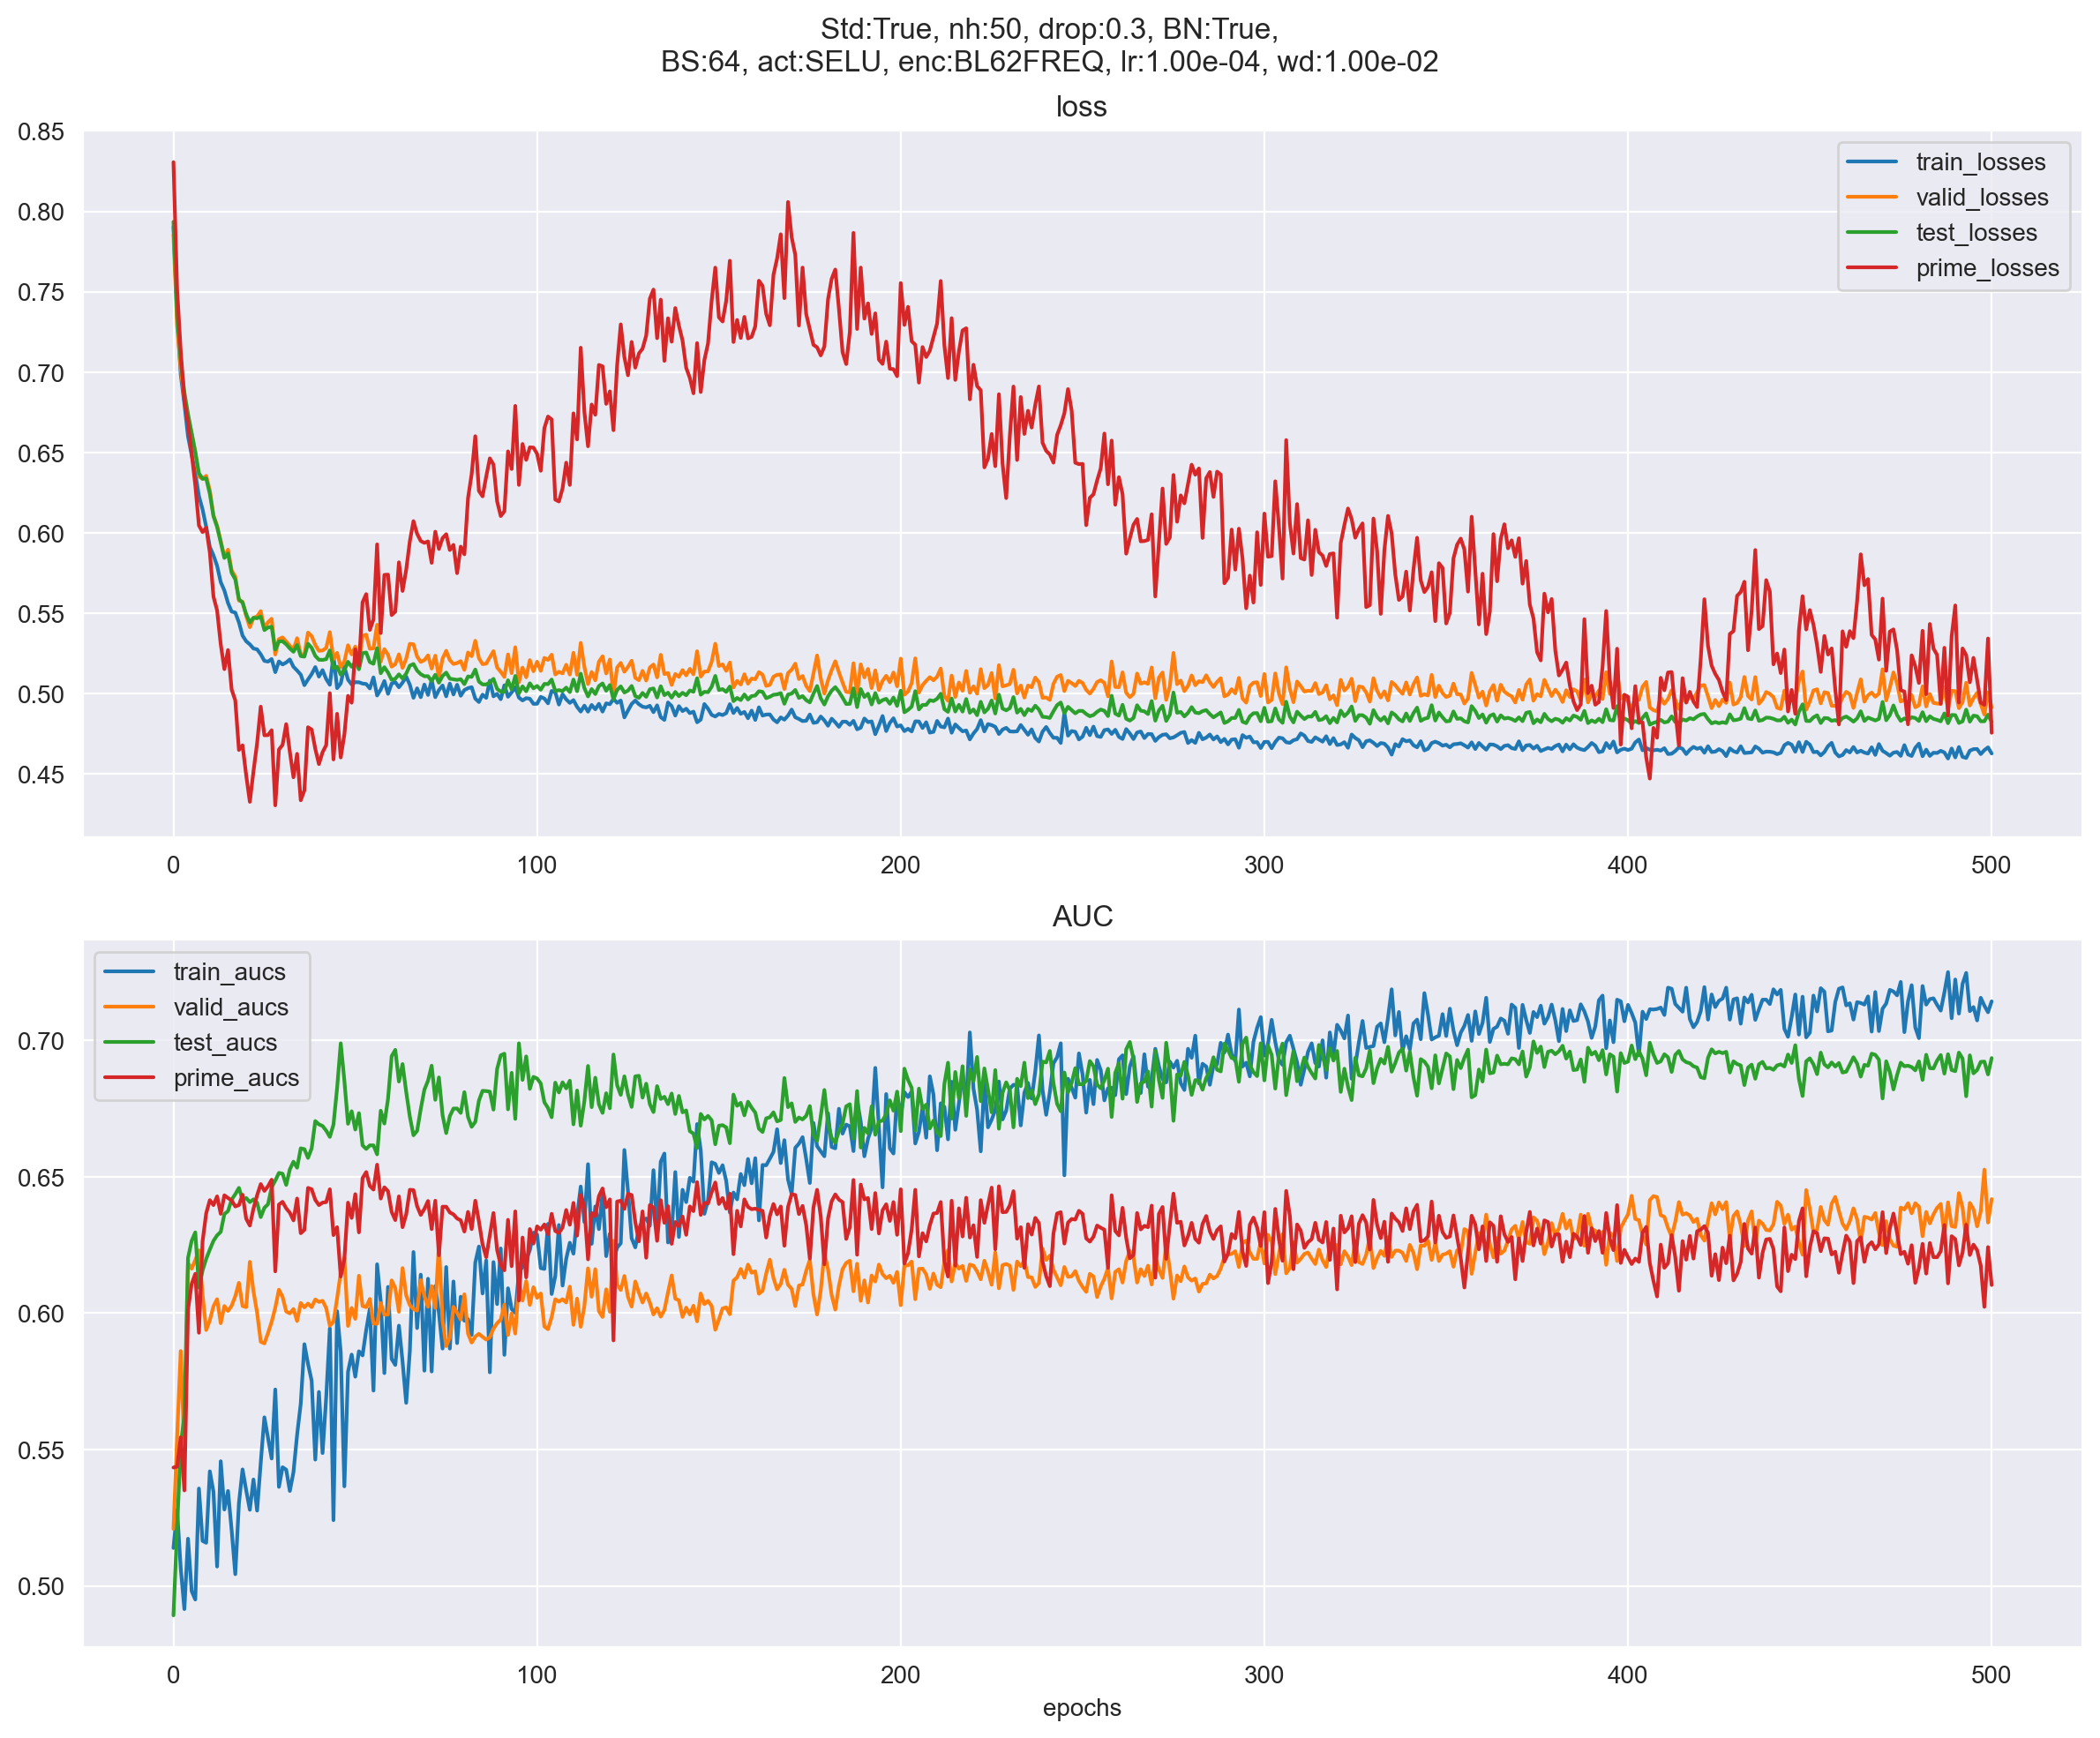 Std:True, nh:50, drop:0.3, BN:True,
BS:64, act:SELU, enc:BL62FREQ, lr:1.00e-04, wd:1.00e-02
loss
0.85
0.80
0.75
0.70
0.65
0.60
0.55
0.50
0.45
train_losses
valid_losses
test_losses
prime_losses
0 100 200 300 400 500
AUC
0.70
0.65
0.60
0.55
0.50
train_aucs
valid_aucs
test_aucs
prime_aucs
0 100 200 300 400 500
epochs